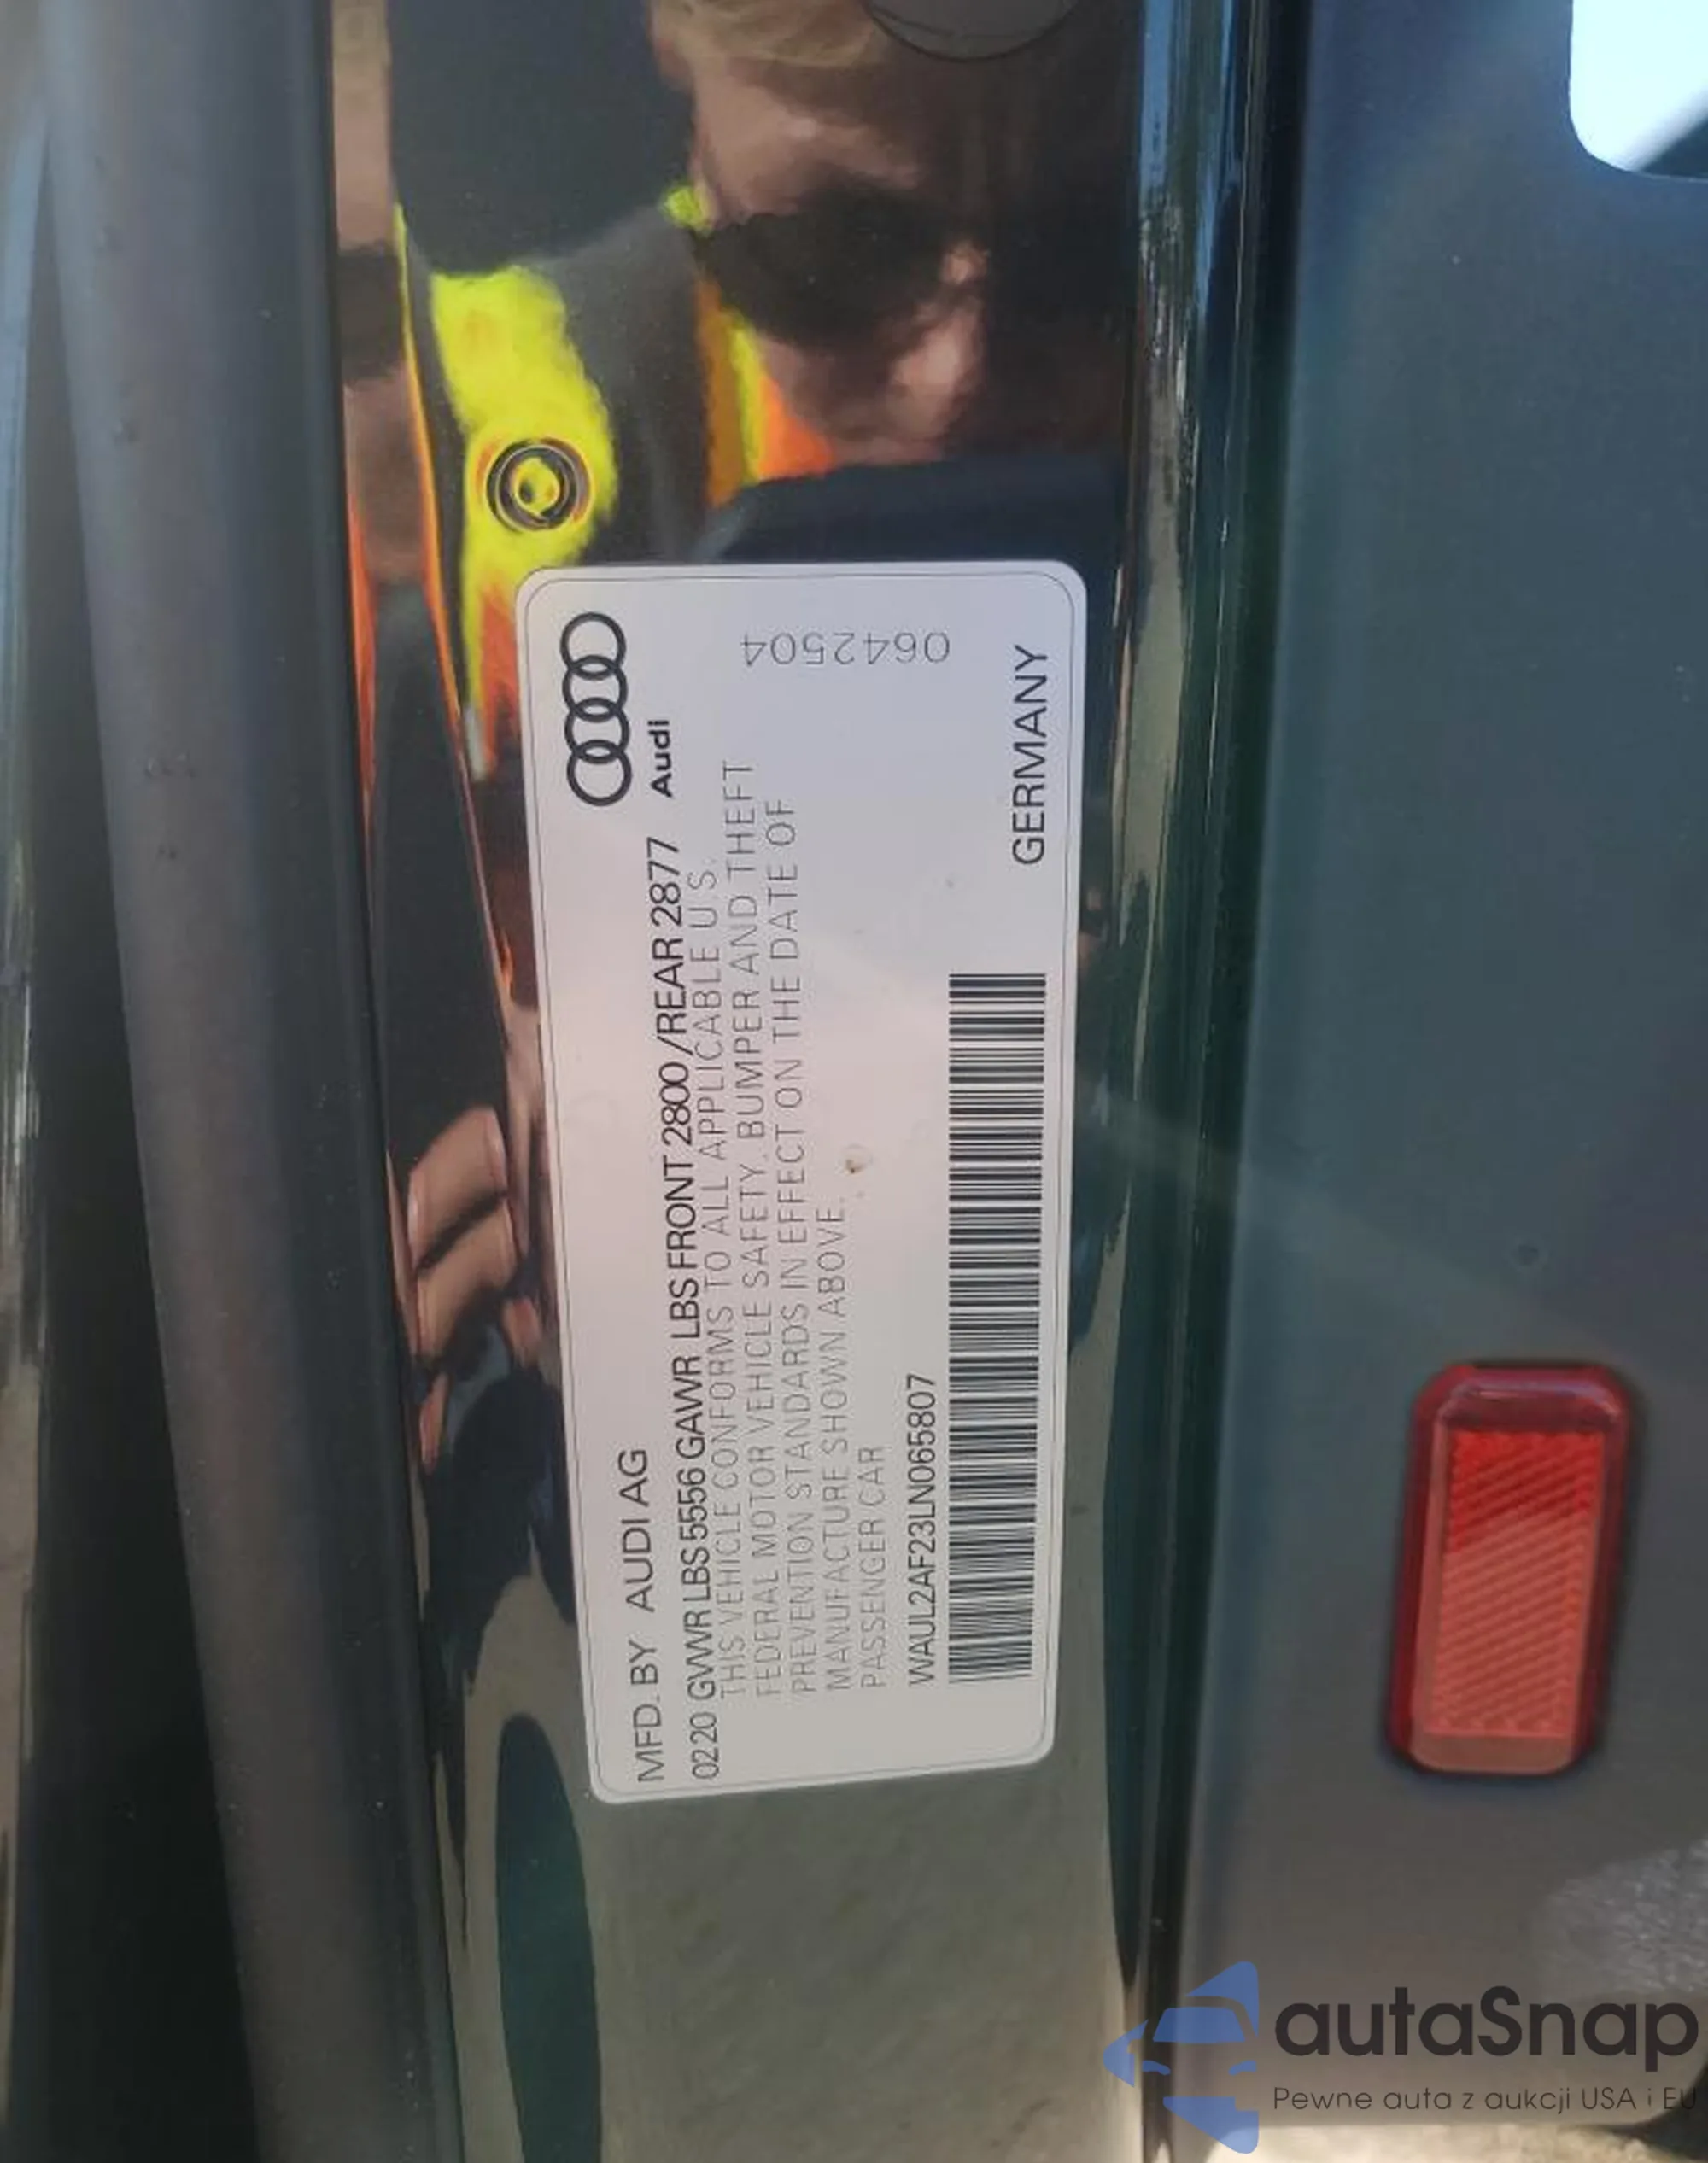 MFD. BY AUDI AG
Audi
0220 GVWR LBS 5556 GAWR LBS FRONT 2800 /REAR 2877
THIS VEHICLE CONFORMS TO ALL APPLICABLE U S.
FEDERAL MOTOR VEHICLE SAFETY, BUMPER AND THEFT
PREVENTION STANDARDS IN EFFECT ON THE DATE OF
MANUFACTURE SHOWN ABOVE.
PASSENGER CAR
0642504
WAUL2AF23LN065807
GERMANY
autaSnap
Pewne auta z aukcji USA i EU